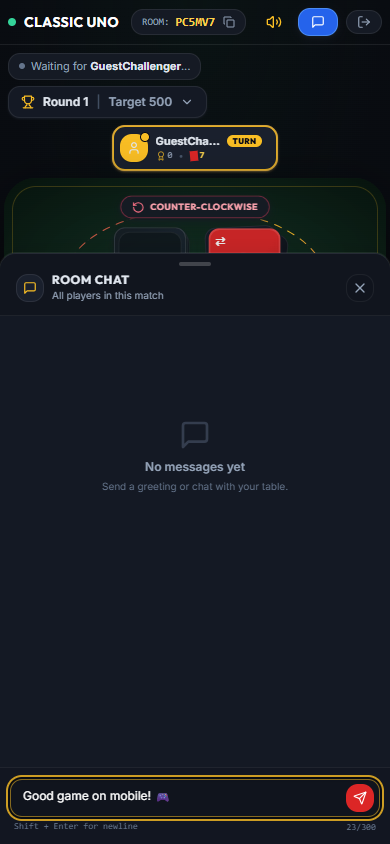 CLASSIC UNO
ROOM: PC5MV7
Waiting for GuestChallenger...
Round 1 | Target 500
GuestCha... TURN
0 • 7
COUNTER-CLOCKWISE
ROOM CHAT
All players in this match
No messages yet
Send a greeting or chat with your table.
Good game on mobile! 🎮
Shift + Enter for newline
23/300